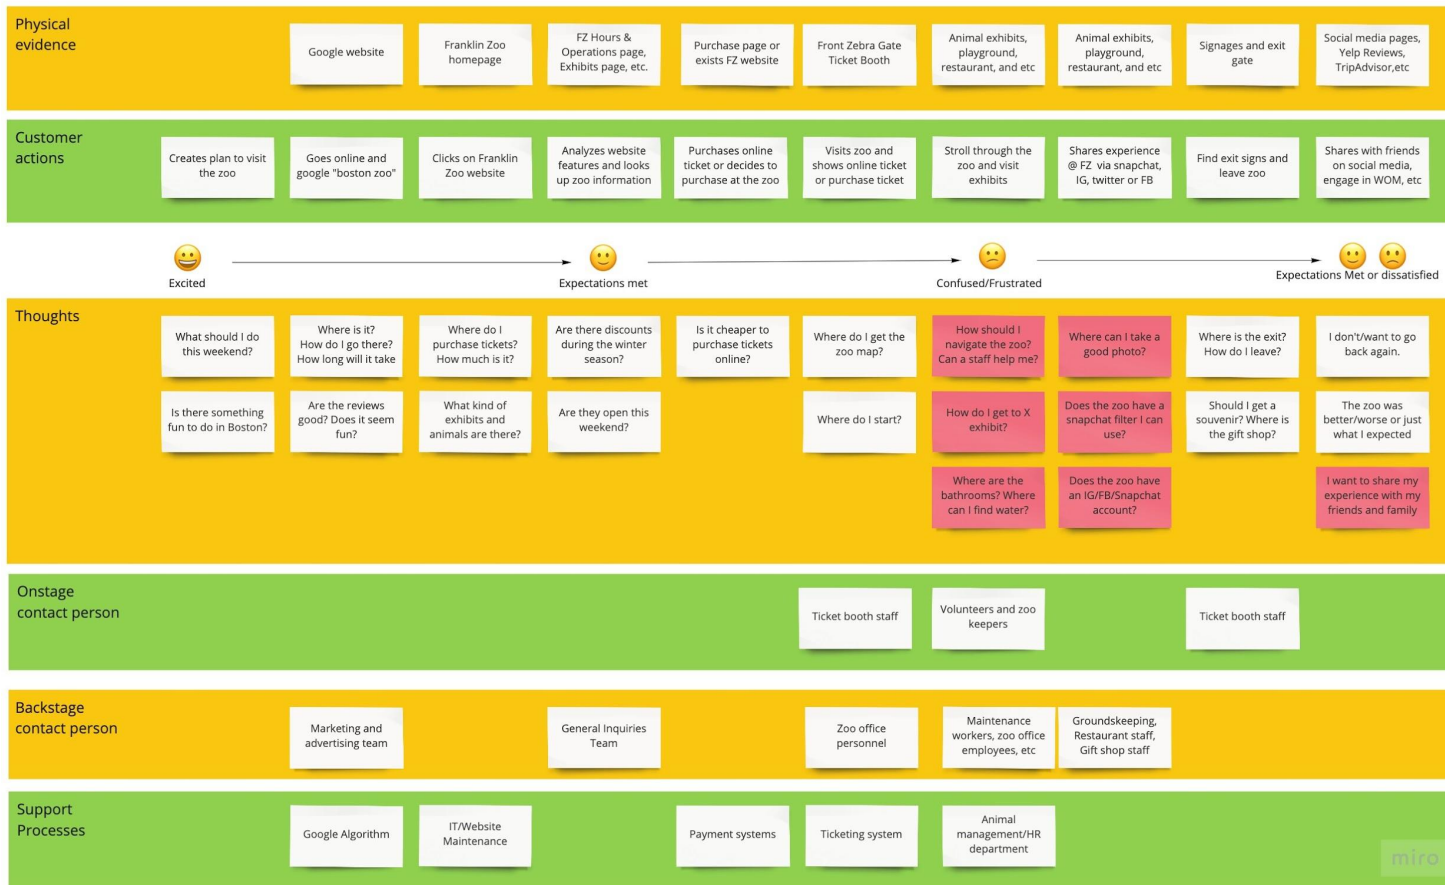 Physical
evidence
Google website
Franklin Zoo
homepage
FZ Hours &
Operations page,
Exhibits page, etc.
Purchase page or
exists FZ website
Front Zebra Gate
Ticket Booth
Animal exhibits,
playground,
restaurant, and etc
Animal exhibits,
playground,
restaurant, and etc
Signages and exit
gate
Social media pages,
Yelp Reviews,
TripAdvisor,etc
Customer
actions
Creates plan to visit
the zoo
Goes online and
google "boston zoo"
Clicks on Franklin
Zoo website
Analyzes website
features and looks
up zoo information
Purchases online
ticket or decides to
purchase at the zoo
Visits zoo and
shows online ticket
or purchase ticket
Stroll through the
zoo and visit
exhibits
Shares experience
@ FZ via snapchat,
IG, twitter or FB
Find exit signs and
leave zoo
Shares with friends
on social media,
engage in WOM, etc
Excited
Expectations met
Confused/Frustrated
Expectations Met or dissatisfied
Thoughts
What should I do
this weekend?
Where is it?
How do I go there?
How long will it take
Where do I
purchase tickets?
How much is it?
Are there discounts
during the winter
season?
Is it cheaper to
purchase tickets
online?
Where do I get the
zoo map?
How should I
navigate the zoo?
Can a staff help me?
Where can I take a
good photo?
Where is the exit?
How do I leave?
I don't/want to go
back again.
Is there something
fun to do in Boston?
Are the reviews
good? Does it seem
fun?
What kind of
exhibits and
animals are there?
Are they open this
weekend?
Where do I start?
How do I get to X
exhibit?
Does the zoo have a
snapchat filter I can
use?
Should I get a
souvenir? Where is
the gift shop?
The zoo was
better/worse or just
what I expected
Where are the
bathrooms? Where
can I find water?
Does the zoo have
an IG/FB/Snapchat
account?
I want to share my
experience with my
friends and family
Onstage
contact person
Ticket booth staff
Volunteers and zoo
keepers
Ticket booth staff
Backstage
contact person
Marketing and
advertising team
General Inquiries
Team
Zoo office
personnel
Maintenance
workers, zoo office
employees, etc
Groundskeeping,
Restaurant staff,
Gift shop staff
Support
Processes
Google Algorithm
IT/Website
Maintenance
Payment systems
Ticketing system
Animal
management/HR
department
miro